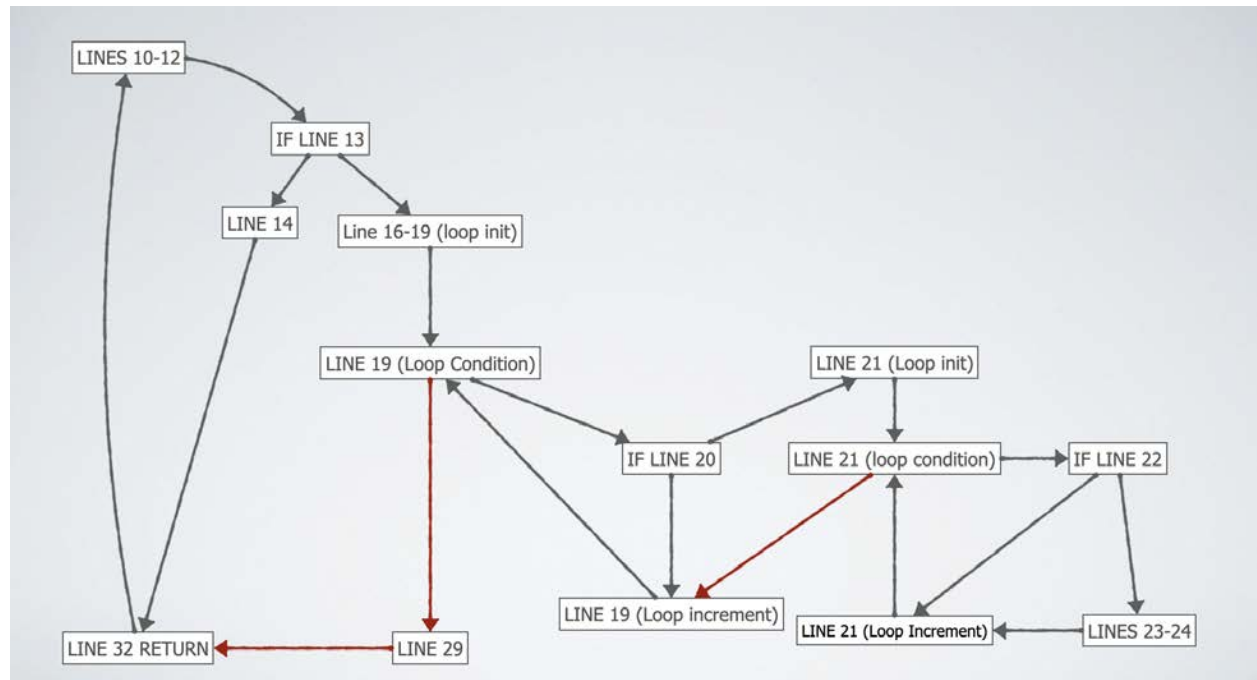 LINES 10-12
IF LINE 13
LINE 14
Line 16-19 (loop init)
LINE 19 (Loop Condition)
LINE 21 (Loop init)
IF LINE 20
LINE 21 (loop condition)
IF LINE 22
LINE 19 (Loop increment)
LINE 21 (Loop Increment)
LINES 23-24
LINE 32 RETURN
LINE 29